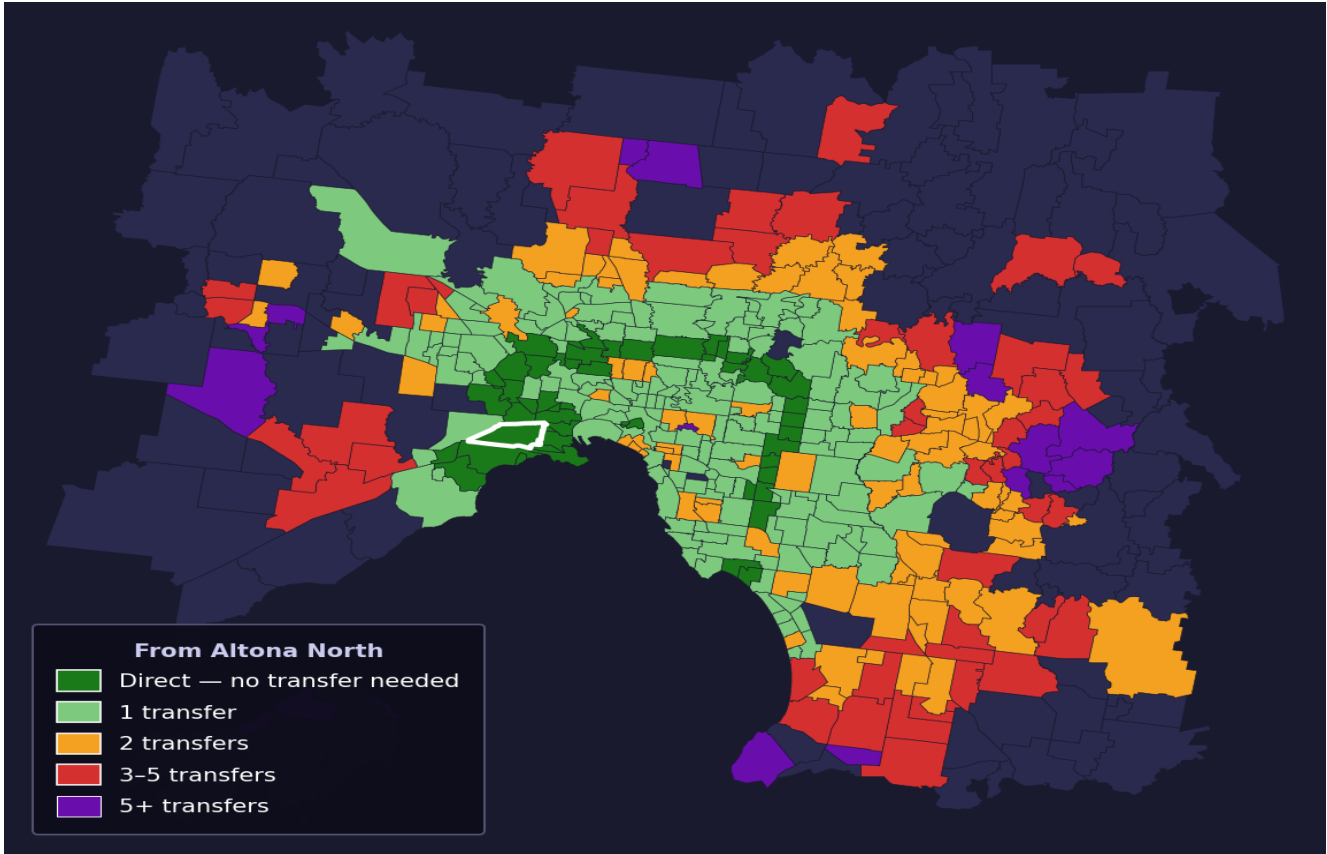 From Altona North
Direct — no transfer needed
1 transfer
2 transfers
3–5 transfers
5+ transfers